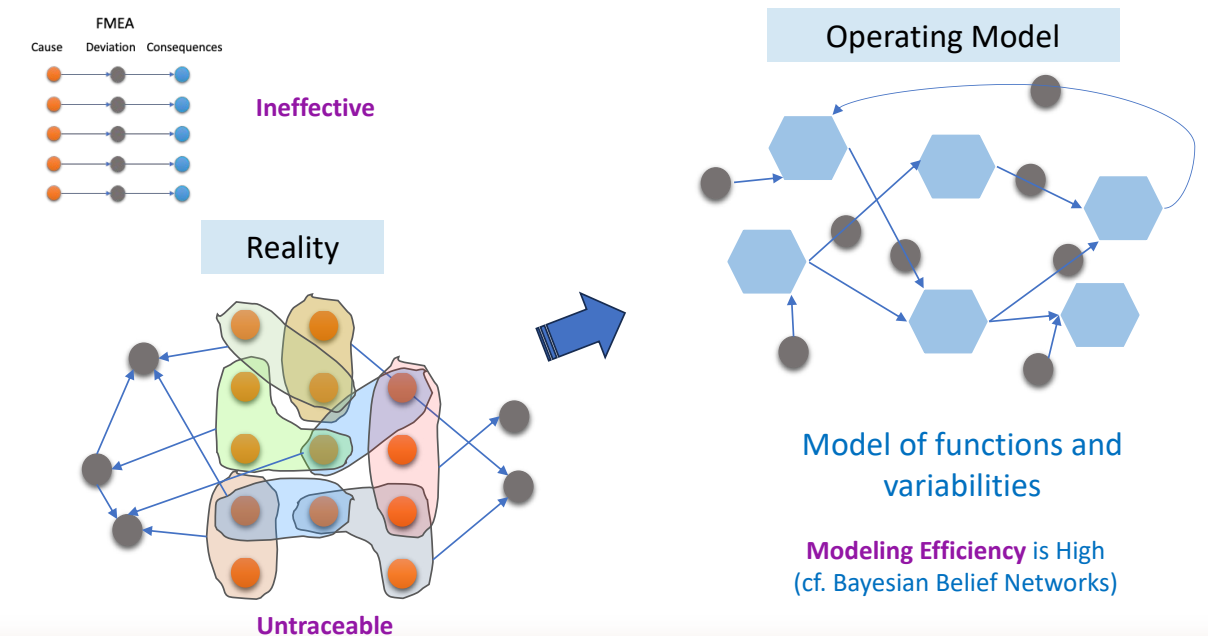 FMEA
Cause Deviation Consequences
Ineffective
Reality
Untraceable
Operating Model
Model of functions and
variabilities
Modeling Efficiency is High
(cf. Bayesian Belief Networks)